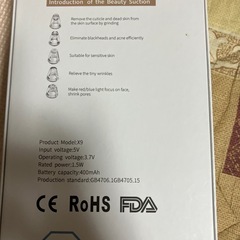 Introduction of the Beauty Suction
Remove the cuticle and dead skin from
the skin surface by grinding
Eliminate blackheads and acne efficiently
Suitable for sensitive skin
Relieve the tiny wrinkles
Make red/blue light focus on face,
shrink pores
Product Model:X9
Input voltage:5V
Operating voltage:3.7V
Rated power:1.5W
Battery capacity:400mAh
Production standard:GB4706.1GB4705.15
CE RoHS FDA